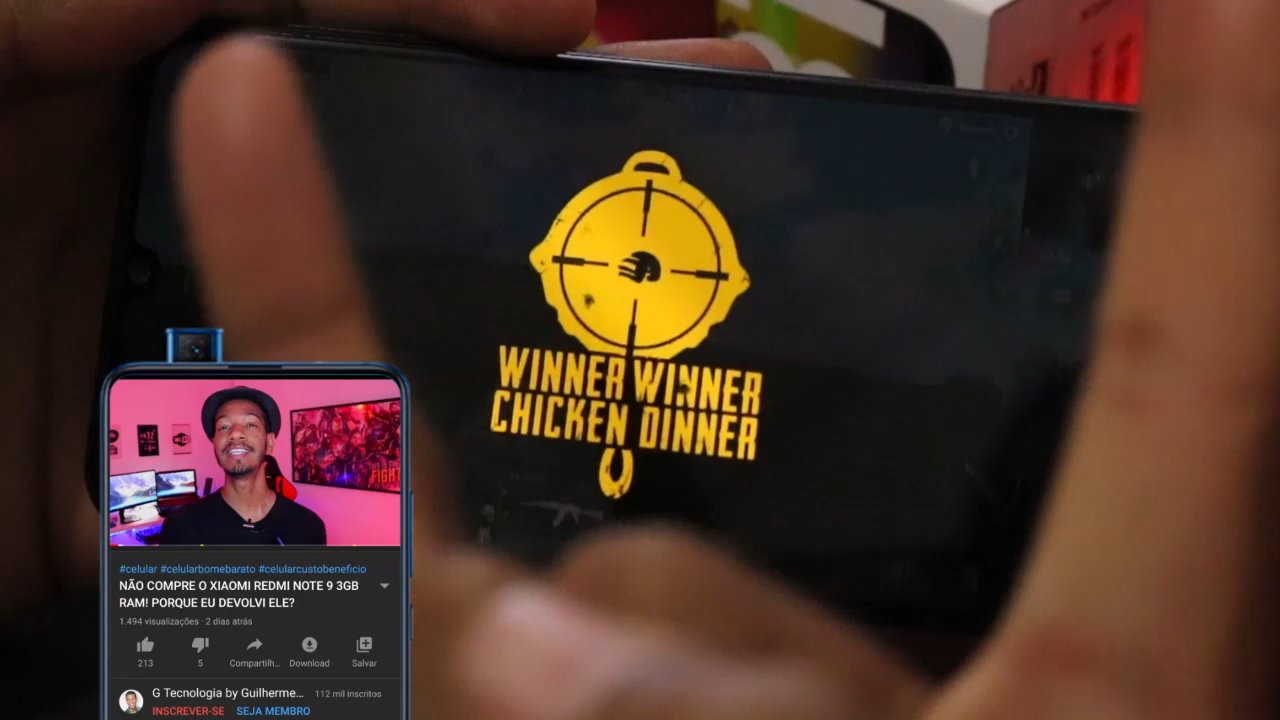 WINNER WINNER
CHICKEN DINNER
FIGHT
#celular #celularbomebarato #celularcustobeneficio
NÃO COMPRE O XIAOMI REDMI NOTE 9 3GB
RAM! PORQUE EU DEVOLVI ELE?
1.494 visualizações · 2 dias atrás
213
5
Compartilh...
Download
Salvar
G Tecnologia by Guilherme...
112 mil inscritos
INSCREVER-SE
SEJA MEMBRO